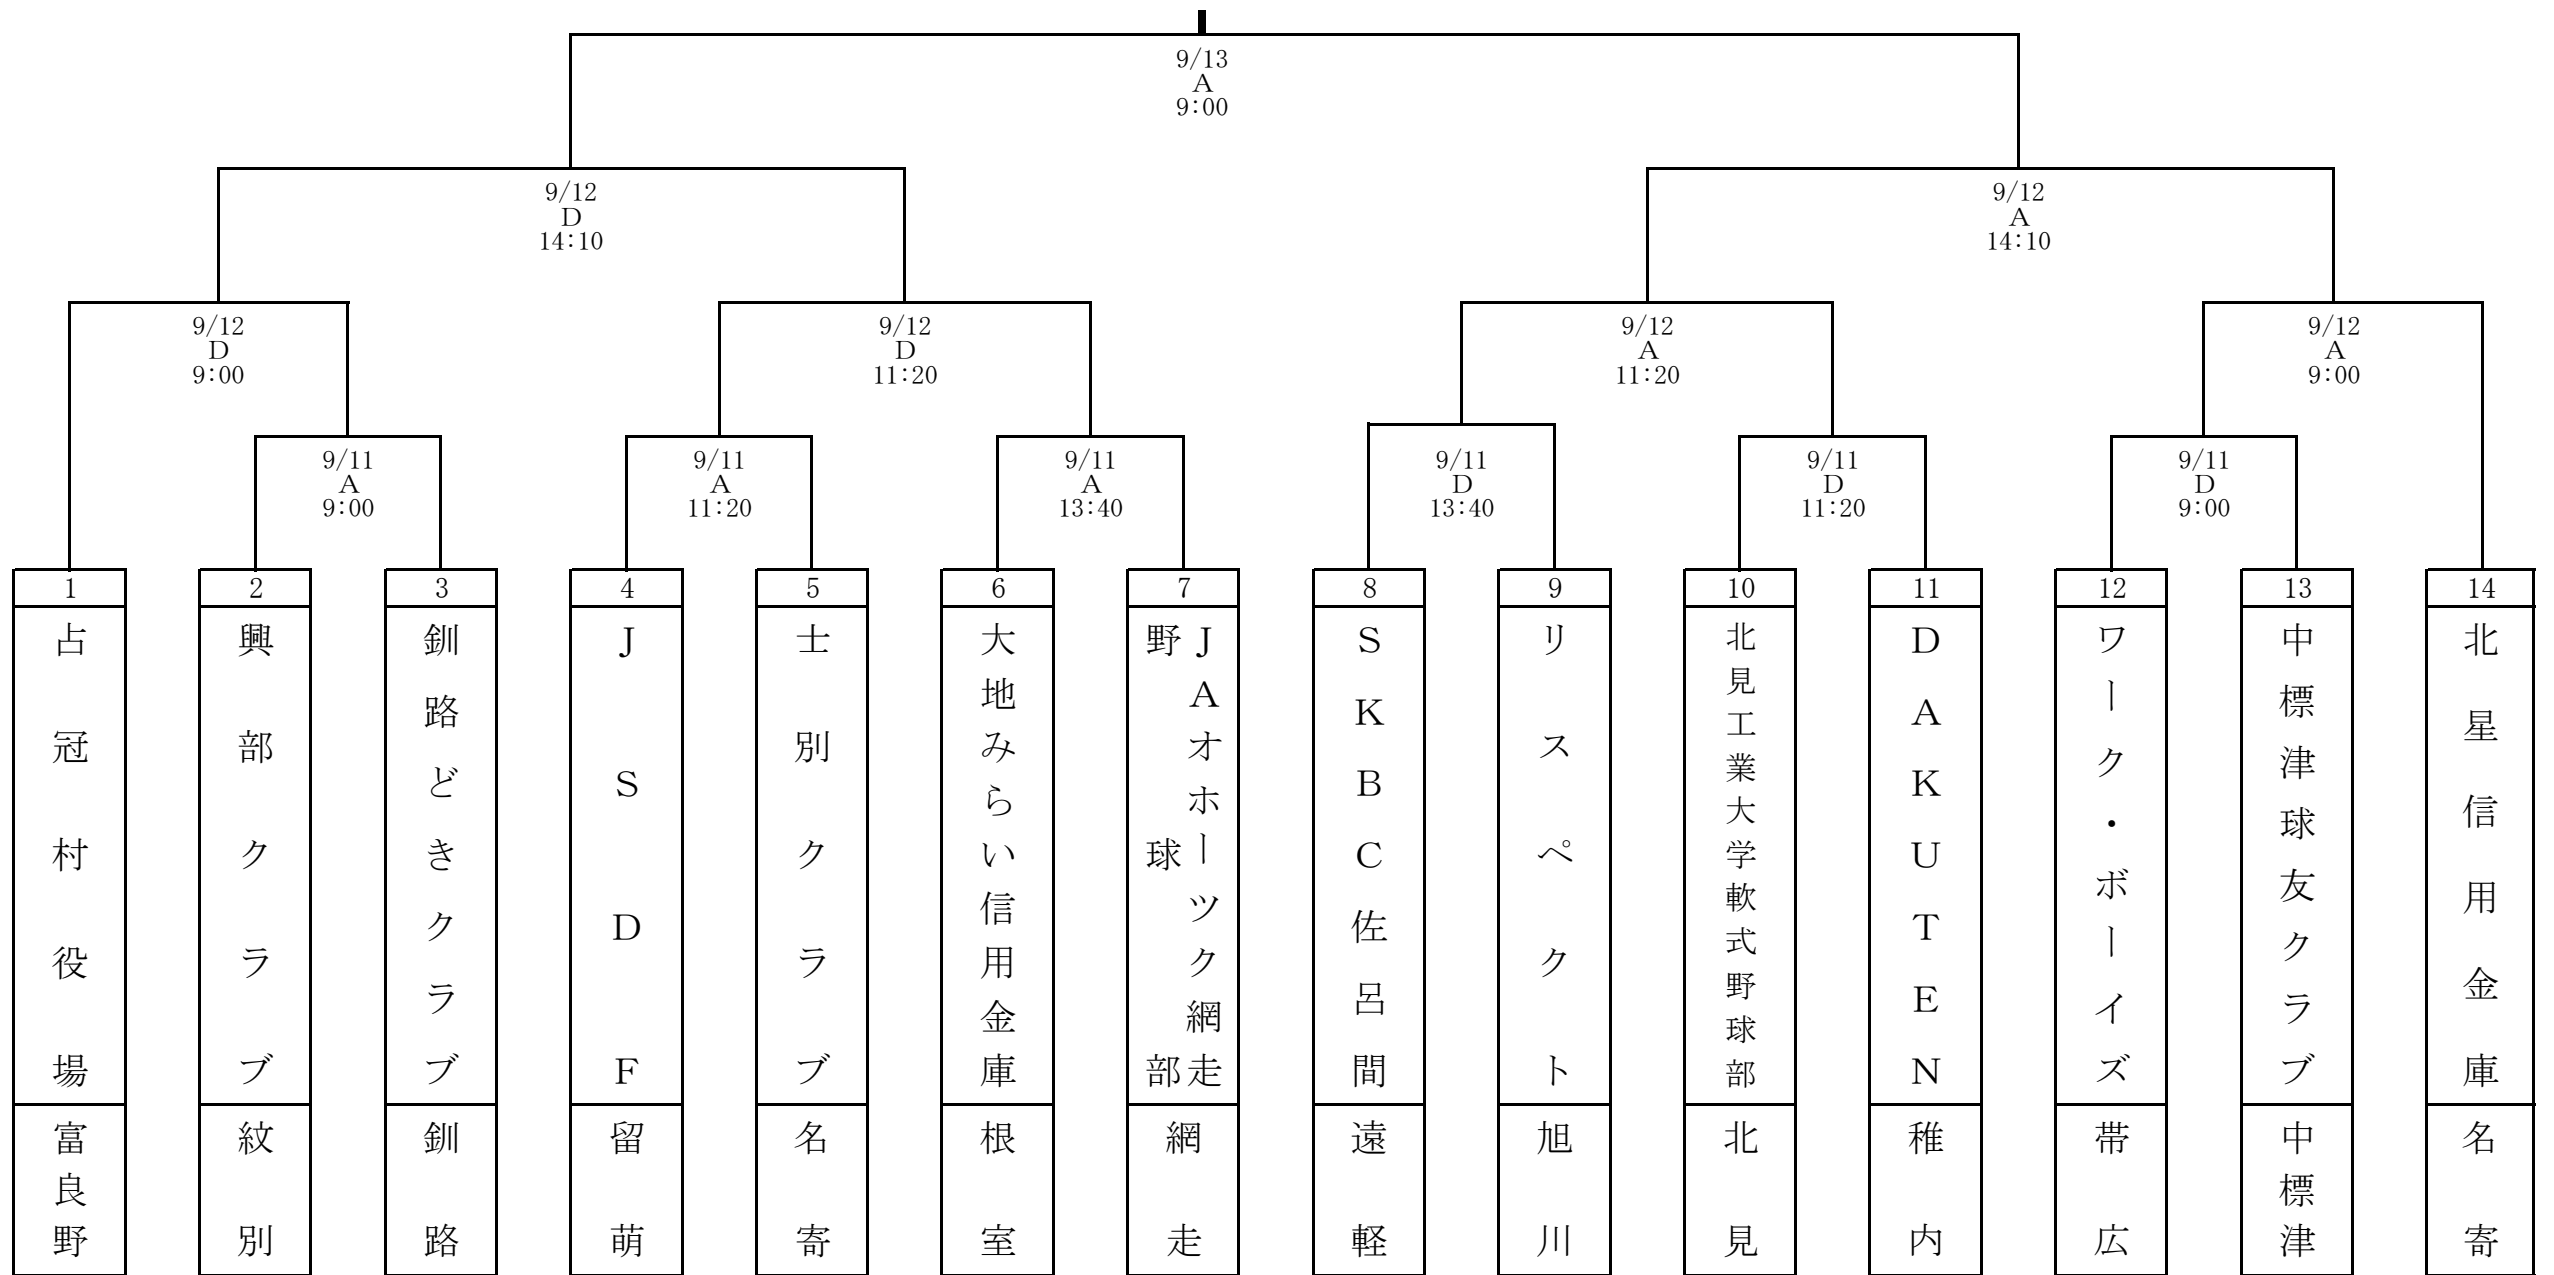 9/13
A
9:00
9/12
D
14:10
9/12
A
14:10
9/12
D
9:00
9/12
D
11:20
9/12
A
11:20
9/12
A
9:00
9/11
A
9:00
9/11
A
11:20
9/11
A
13:40
9/11
D
13:40
9/11
D
11:20
9/11
D
9:00
1
占冠村役場
富良野
2
興部クラブ
紋別
3
釧路どきクラブ
釧路
4
JSDF
留萌
5
士別クラブ
名寄
6
大地みらい信用金庫
根室
7
JAオホーツク網走
野球部
網走
8
SKBC佐呂間
遠軽
9
リスペクト
旭川
10
北見工業大学軟式野球部
北見
11
DAKUTEN
稚内
12
ワーク・ボーイズ
帯広
13
中標津球友クラブ
中標津
14
北星信用金庫
名寄